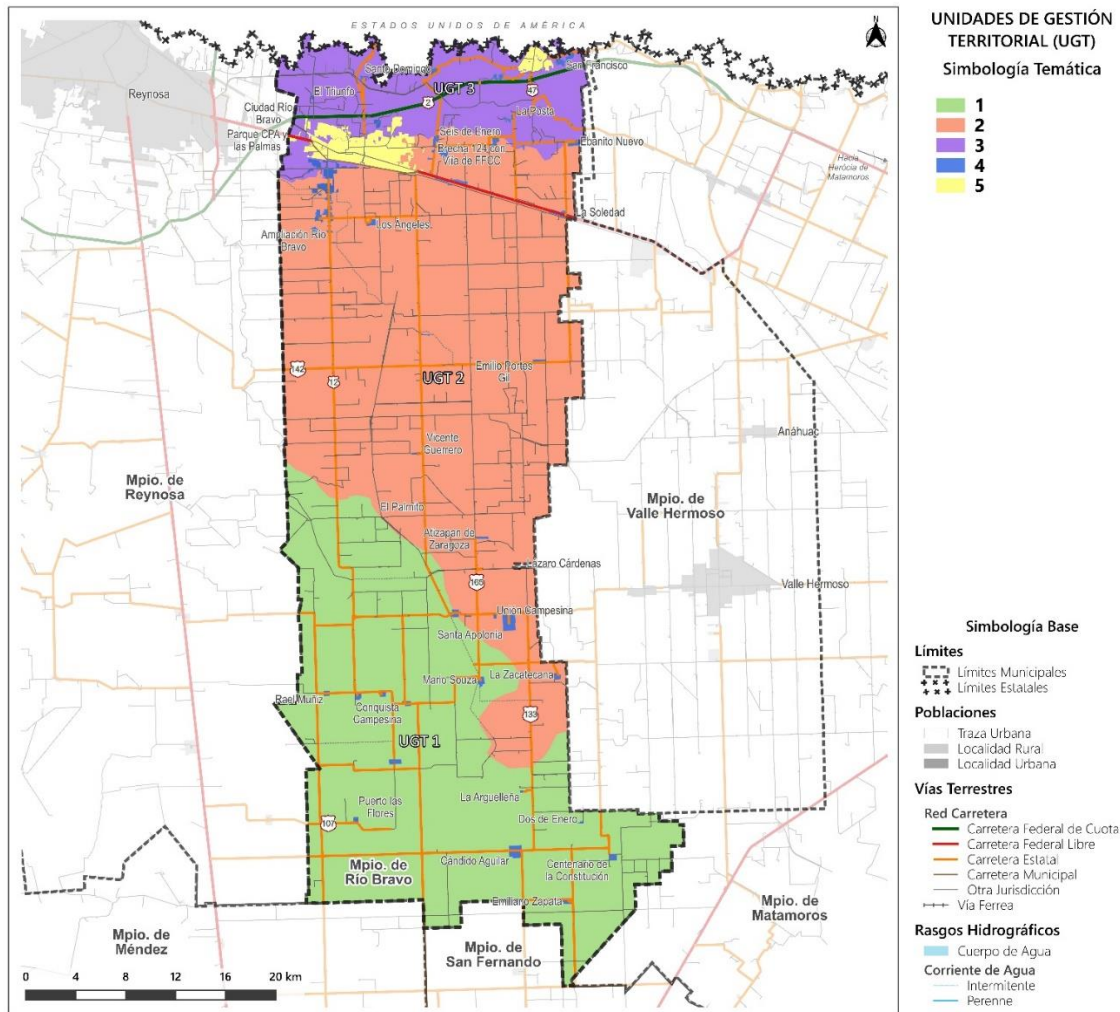 ESTADOS UNIDOS DE AMÉRICA
N
Reynosa
Santo Domingo
San Francisco
El Triunfo
UGT 3
47
2
La Posta
Ciudad Río
Bravo
Parque CPA y
las Palmas
Seis de Enero
Brecha 124 con
Vía de FFCC
Ebanito Nuevo
Hacia
Heróica de
Matamoros
La Soledad
Los Ángeles
Ampliación Río
Bravo
142
12
UGT 2
Emilio Portes
Gil
Vicente
Guerrero
Anáhuac
Mpio. de
Reynosa
Mpio. de
Valle Hermoso
El Palmito
Atizapán de
Zaragoza
Lázaro Cárdenas
165
Valle Hermoso
Unión Campesina
Santa Apolonia
Mario Souza
La Zacatecana
Rael Muñiz
Conquista
Campesina
133
UGT 1
Puerto las
Flores
La Arguelleña
107
Dos de Enero
Mpio. de
Río Bravo
Cándido Aguilar
Centenario de
la Constitución
Emiliano Zapata
Mpio. de
Matamoros
Mpio. de
Méndez
Mpio. de
San Fernando
0 4 8 12 16 20 km
UNIDADES DE GESTIÓN
TERRITORIAL (UGT)
Simbología Temática
1
2
3
4
5
Simbología Base
Límites
Límites Municipales
Límites Estatales
Poblaciones
Traza Urbana
Localidad Rural
Localidad Urbana
Vías Terrestres
Red Carretera
Carretera Federal de Cuota
Carretera Federal Libre
Carretera Estatal
Carretera Municipal
Otra Jurisdicción
Vía Ferrea
Rasgos Hidrográficos
Cuerpo de Agua
Corriente de Agua
Intermitente
Perenne